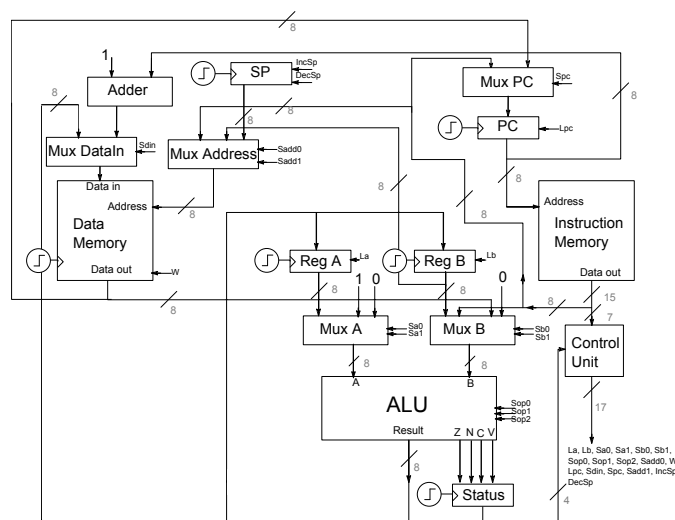 8
8
1
SP
IncSp
DecSp
Adder
8
8
8
Mux PC
Spc
8
PC
Lpc
Mux DataIn
Sdin
Mux Address
Sadd0
Sadd1
8
8
8
Data in
Address
8
Data
Memory
Data out
W
8
Address
Instruction
Memory
Data out
15
8
7
Reg A
La
Reg B
Lb
8
1
0
8
0
Mux A
Sa0
Sa1
Mux B
Sb0
Sb1
Control
Unit
8
8
A
B
ALU
Sop0
Sop1
Sop2
Result
Z N C V
8
17
Status
4
La, Lb, Sa0, Sa1, Sb0, Sb1,
Sop0, Sop1, Sop2, Sadd0, W
Lpc, Sdin, Spc, Sadd1, IncSp
DecSp